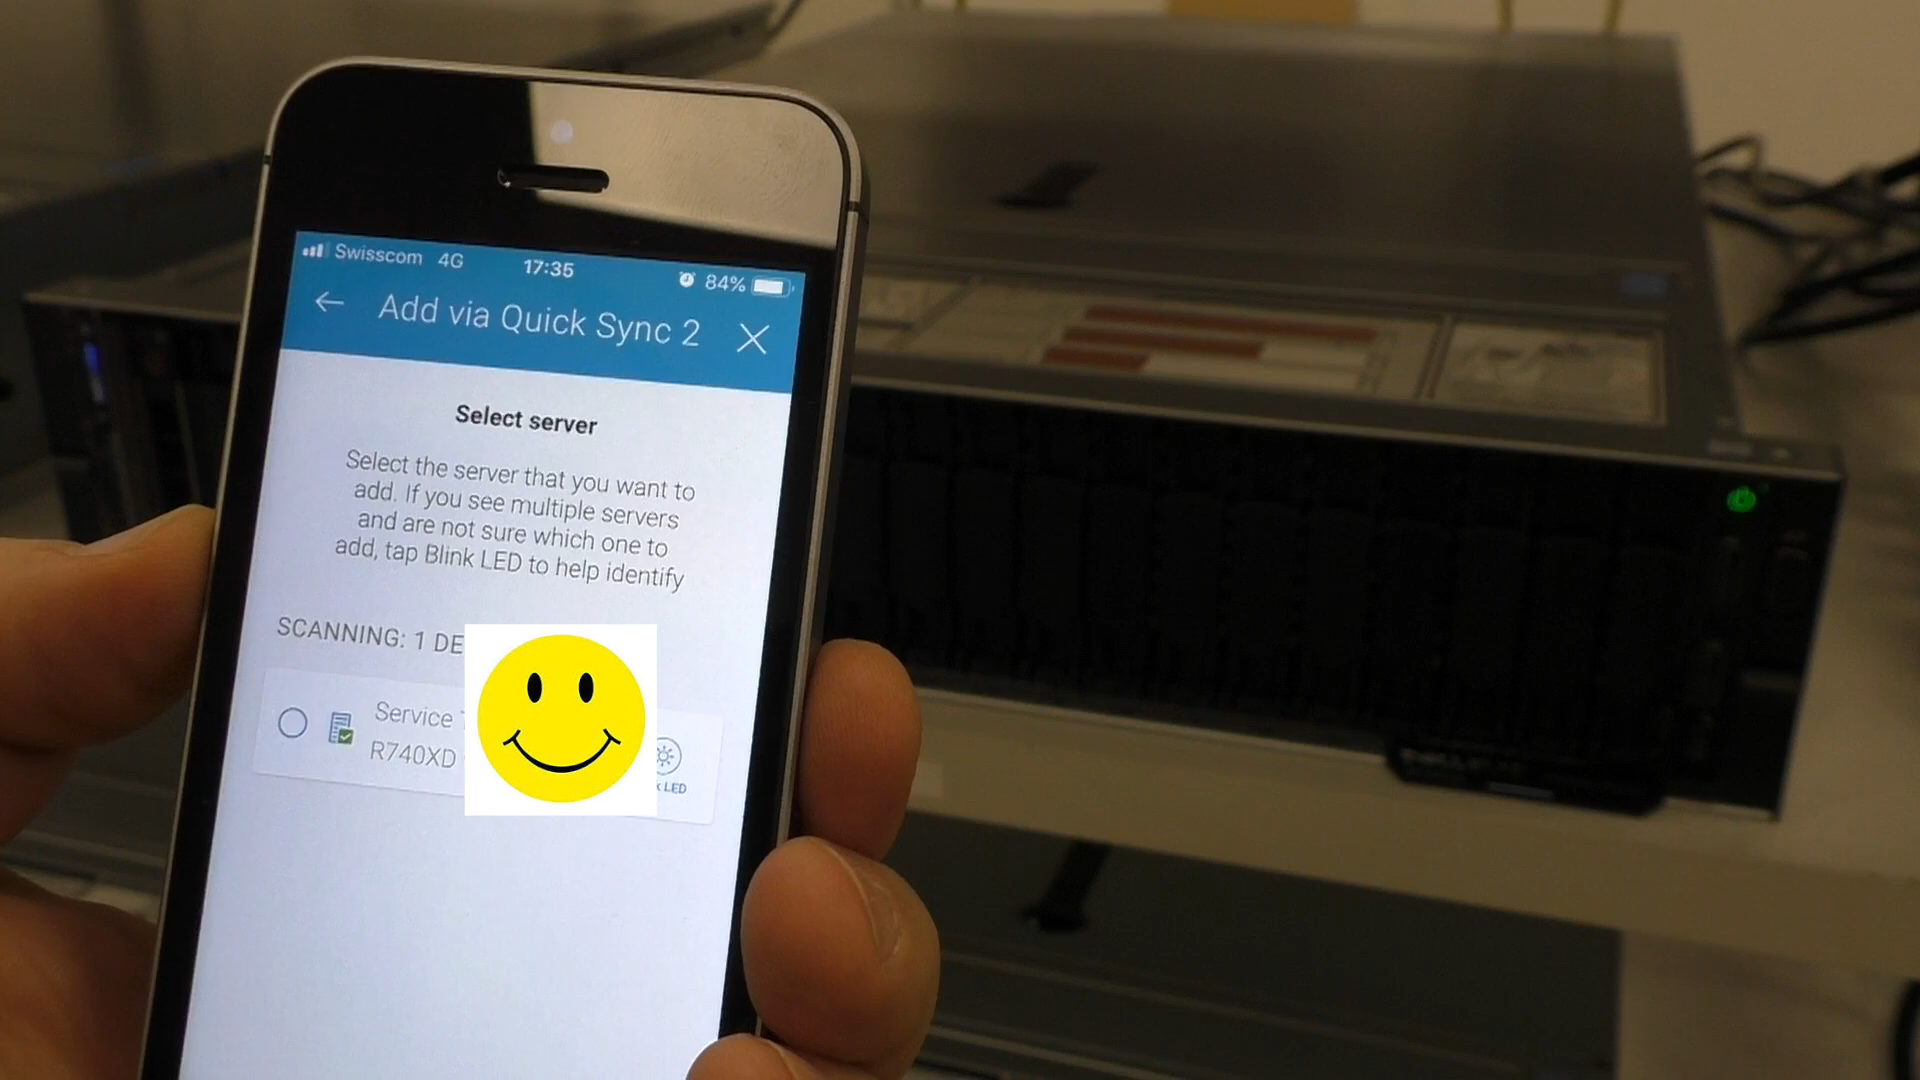 Swisscom 4G 17:35 84%
Add via Quick Sync 2
Select server
Select the server that you want to
add. If you see multiple servers
and are not sure which one to
add, tap Blink LED to help identify
SCANNING: 1 DE
Service
R740XD
LED